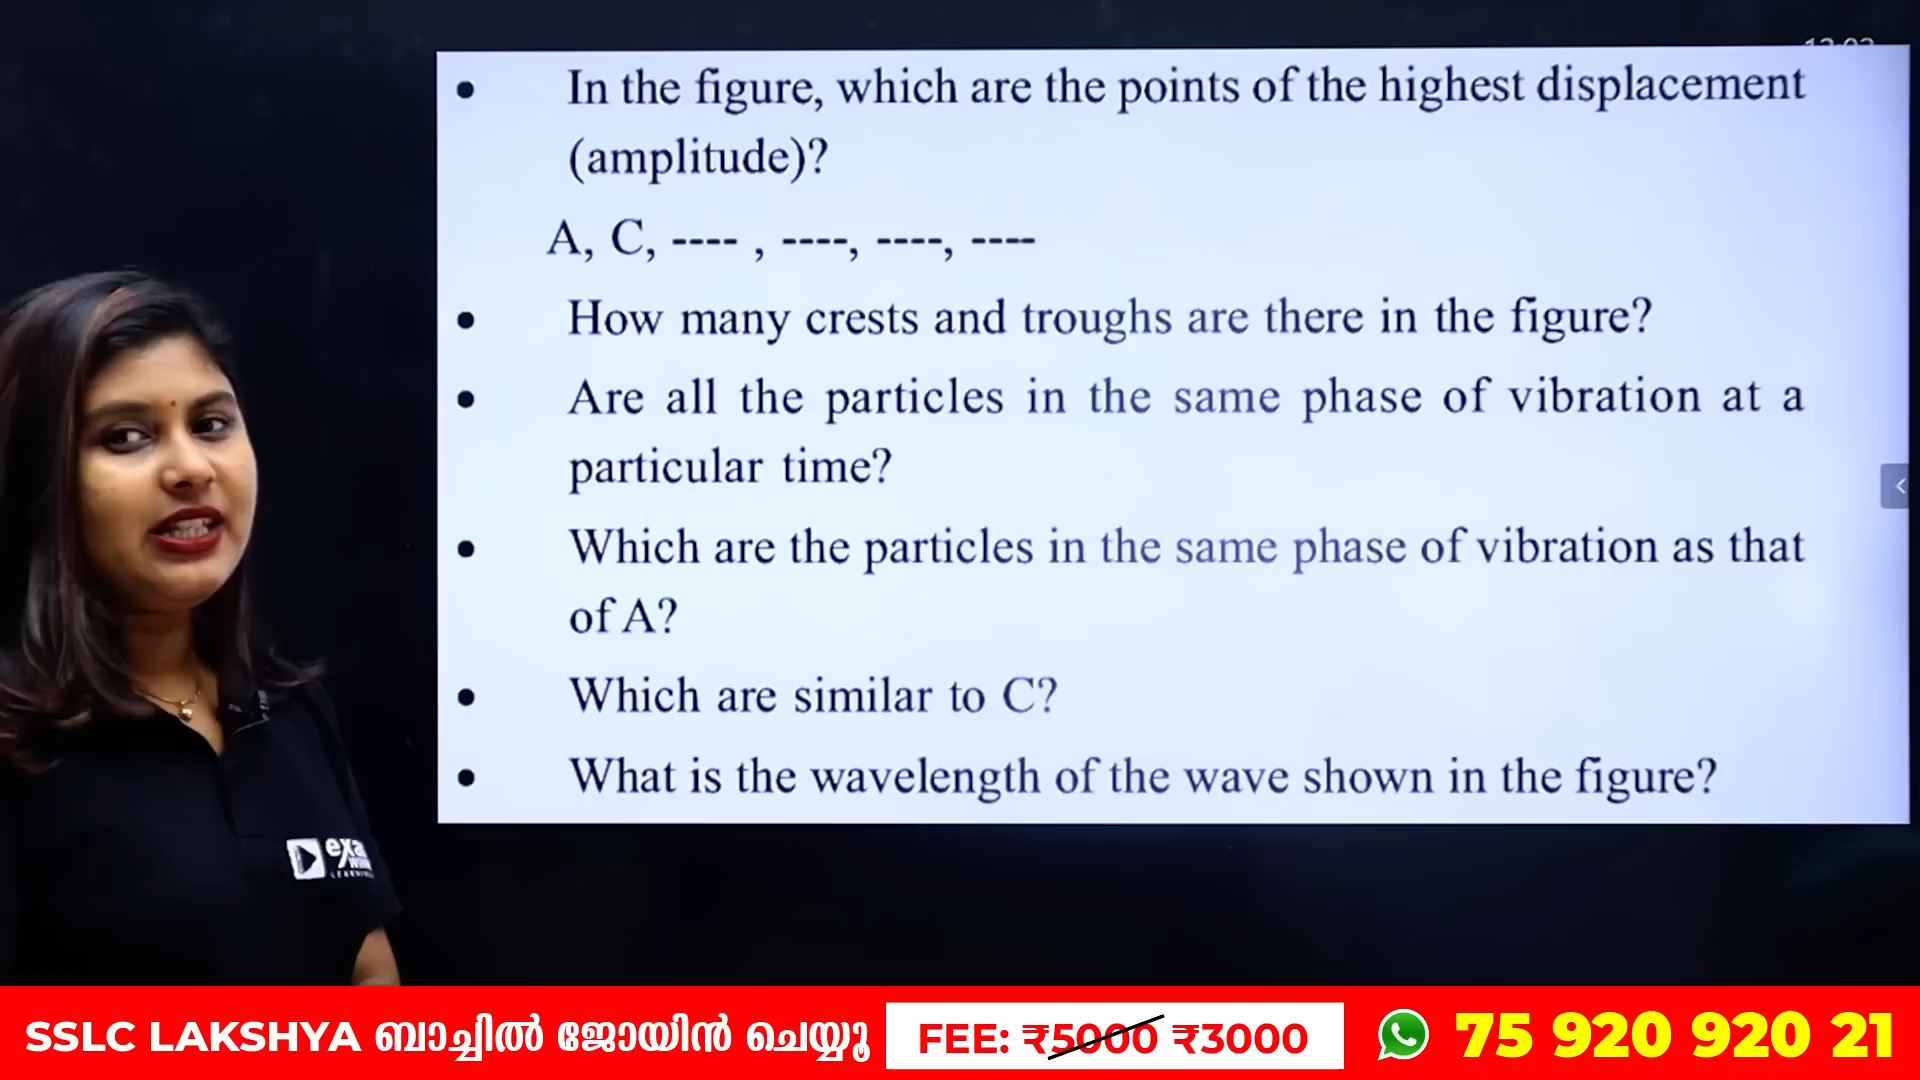 • In the figure, which are the points of the highest displacement
(amplitude)?
A, C, ---- , ----, ----, ----
• How many crests and troughs are there in the figure?
• Are all the particles in the same phase of vibration at a
particular time?
• Which are the particles in the same phase of vibration as that
of A?
• Which are similar to C?
• What is the wavelength of the wave shown in the figure?
SSLC LAKSHYA ബാച്ചിൽ ജോയിൻ ചെയ്യൂ
FEE: ₹5000 ₹3000
75 920 920 21